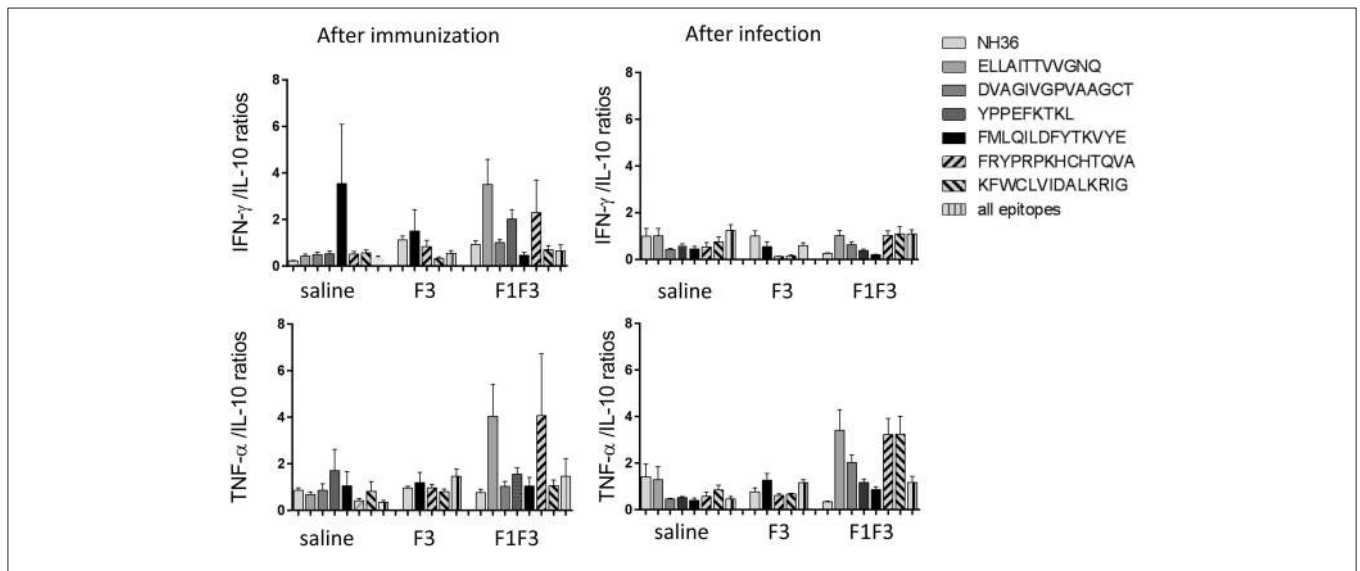 After immunization
After infection
NH36
ELLAITTVVGNQ
DVAGIVGPVAAGCT
YPPEFKTKL
FMLQILDFYTKVYE
FRYPRPKHCHTQVA
KFWCLVIDALKRIG
all epitopes
IFN-γ /IL-10 ratios
8
6
4
2
0
saline F3 F1F3
IFN-γ /IL-10 ratios
8
6
4
2
0
saline F3 F1F3
TNF-α /IL-10 ratios
8
6
4
2
0
saline F3 F1F3
TNF-α /IL-10 ratios
8
6
4
2
0
saline F3 F1F3